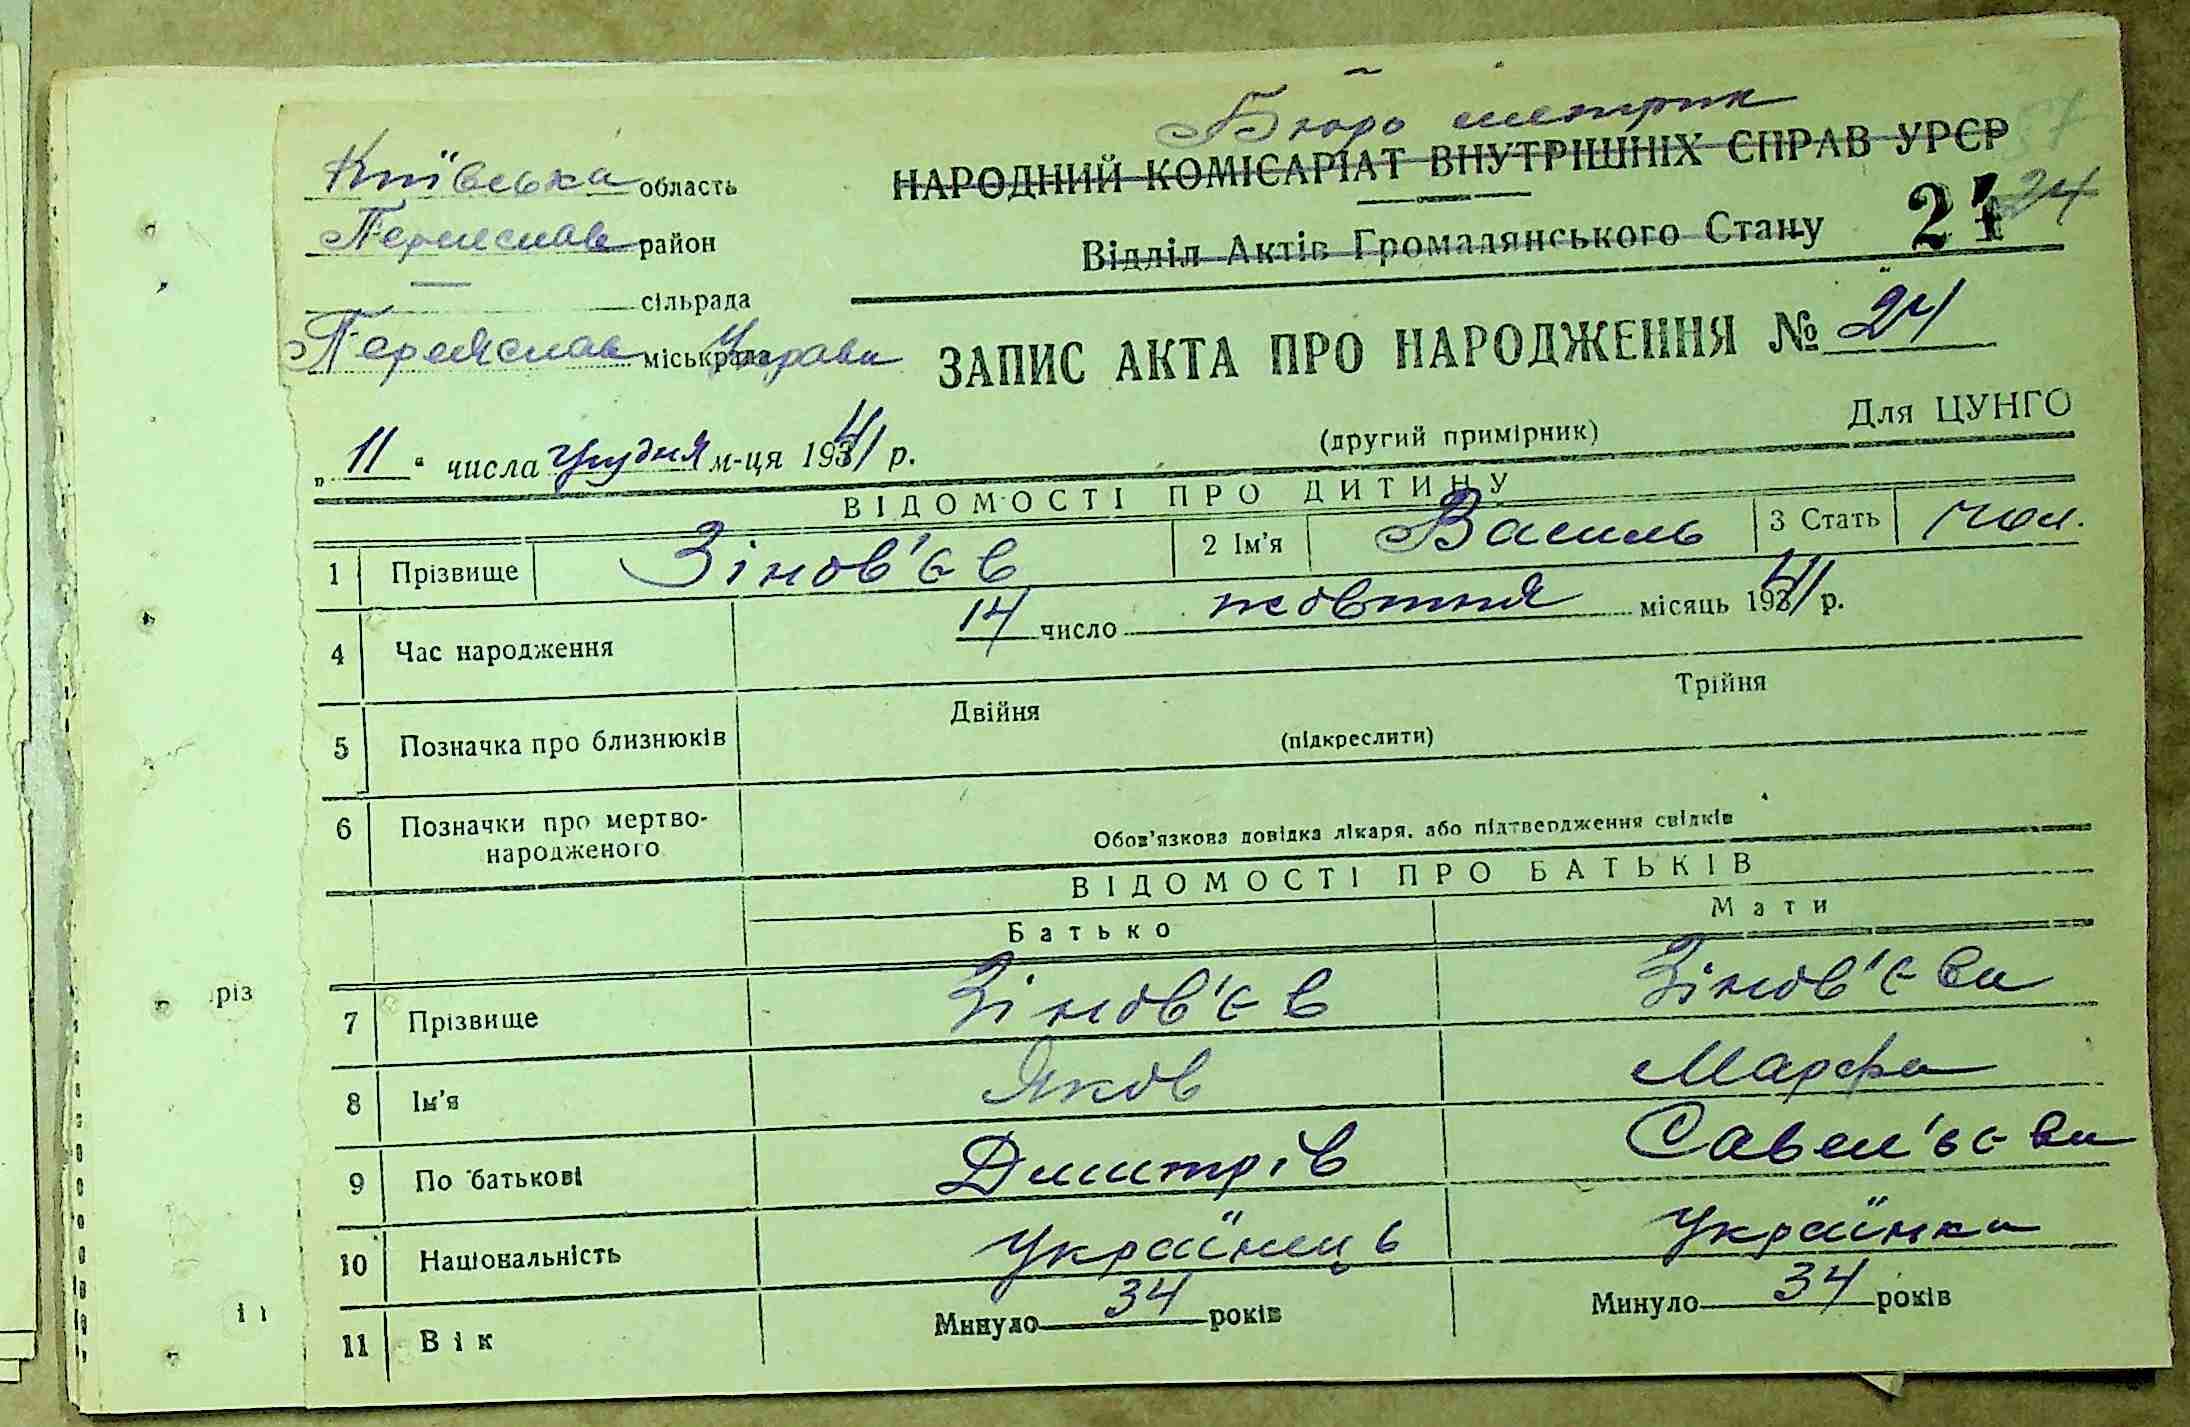 Бюро метрик
Київська область
НАРОДНИЙ КОМІСАРІАТ ВНУТРІШНІХ СПРАВ УРСР
Переяслав район
Відділ Актів Громадянського Стану
24 24
сільрада
Переяслав міськрада Управа
ЗАПИС АКТА ПРО НАРОДЖЕННЯ № 24
„11“ числа грудня м-ця 1941 р.
(другий примірник)
Для ЦУНГО
ВІДОМОСТІ ПРО ДИТИНУ
1 Прізвище Зінов'єв 2 Ім'я Василь 3 Стать чол.
4 Час народження 14 число жовтня місяць 1941 р.
5 Позначка про близнюків Двійня (підкреслити) Трійня
6 Позначки про мертво-
народженого
Обов'язкова довідка лікаря, або підтвердження свідків
ВІДОМОСТІ ПРО БАТЬКІВ
Батько Мати
7 Прізвище Зінов'єв Зінов'єва
8 Ім'я Яков Марфа
9 По батькові Дмитрів Савел'єва
10 Національність Українець Українка
11 Вік Минуло 34 років Минуло 34 років
різ